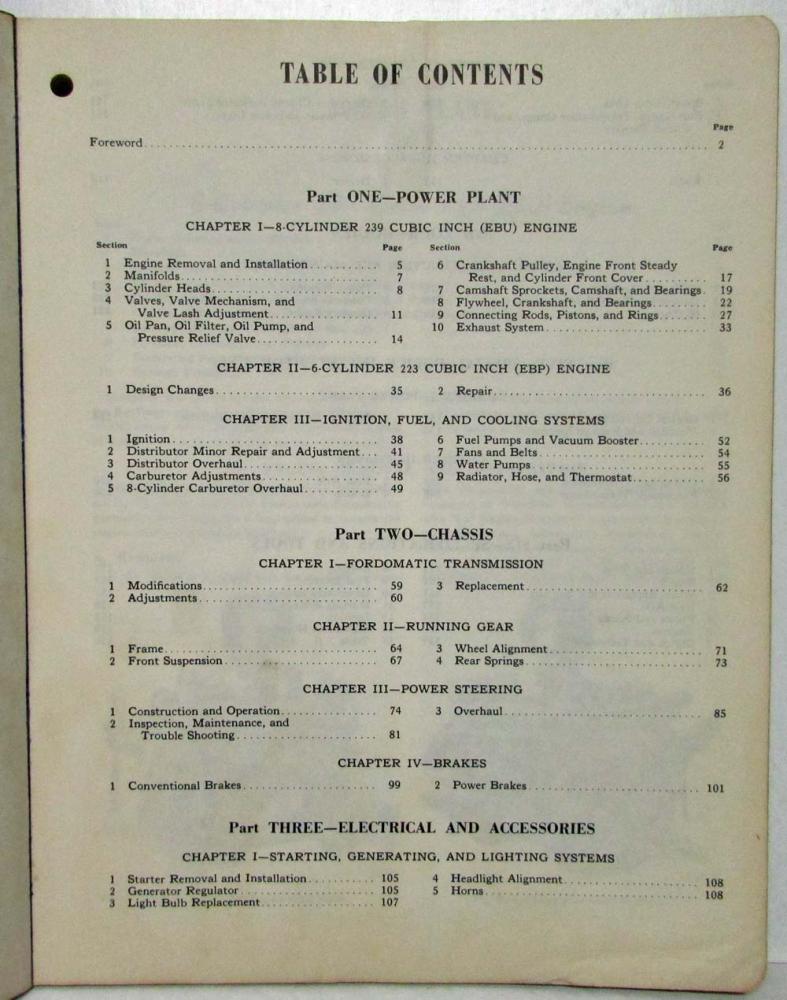 TABLE OF CONTENTS
Page
Foreword 2
Part ONE—POWER PLANT
CHAPTER I—8-CYLINDER 239 CUBIC INCH (EBU) ENGINE
Section Page
1 Engine Removal and Installation 5
2 Manifolds 7
3 Cylinder Heads 8
4 Valves, Valve Mechanism, and
Valve Lash Adjustment 11
5 Oil Pan, Oil Filter, Oil Pump, and
Pressure Relief Valve 14
Section Page
6 Crankshaft Pulley, Engine Front Steady
Rest, and Cylinder Front Cover 17
7 Camshaft Sprockets, Camshaft, and Bearings. 19
8 Flywheel, Crankshaft, and Bearings 22
9 Connecting Rods, Pistons, and Rings 27
10 Exhaust System 33
CHAPTER II—6-CYLINDER 223 CUBIC INCH (EBP) ENGINE
1 Design Changes 35
2 Repair 36
CHAPTER III—IGNITION, FUEL, AND COOLING SYSTEMS
1 Ignition 38
2 Distributor Minor Repair and Adjustment 41
3 Distributor Overhaul 45
4 Carburetor Adjustments 48
5 8-Cylinder Carburetor Overhaul 49
6 Fuel Pumps and Vacuum Booster 52
7 Fans and Belts 54
8 Water Pumps 55
9 Radiator, Hose, and Thermostat 56
Part TWO—CHASSIS
CHAPTER I—FORDOMATIC TRANSMISSION
1 Modifications 59
2 Adjustments 60
3 Replacement 62
CHAPTER II—RUNNING GEAR
1 Frame 64
2 Front Suspension 67
3 Wheel Alignment 71
4 Rear Springs 73
CHAPTER III—POWER STEERING
1 Construction and Operation 74
2 Inspection, Maintenance, and
Trouble Shooting 81
3 Overhaul 85
CHAPTER IV—BRAKES
1 Conventional Brakes 99
2 Power Brakes 101
Part THREE—ELECTRICAL AND ACCESSORIES
CHAPTER I—STARTING, GENERATING, AND LIGHTING SYSTEMS
1 Starter Removal and Installation 105
2 Generator Regulator 105
3 Light Bulb Replacement 107
4 Headlight Alignment 108
5 Horns 108